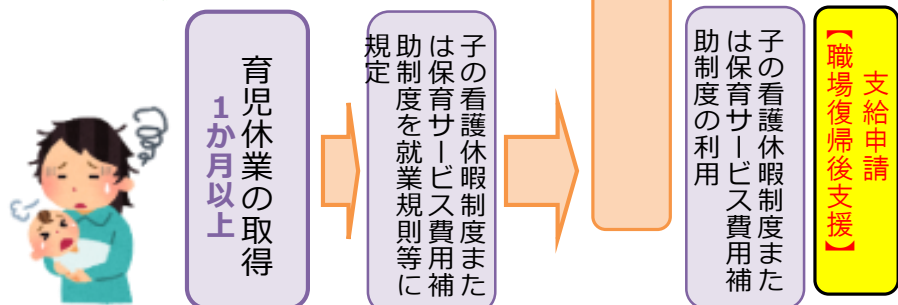 育児休業の取得
1か月以上
子の看護休暇制度また
は保育サービス費用補
助制度を就業規則等に
規定
子の看護休暇制度また
は保育サービス費用補
助制度の利用
支給申請
【職場復帰後支援】